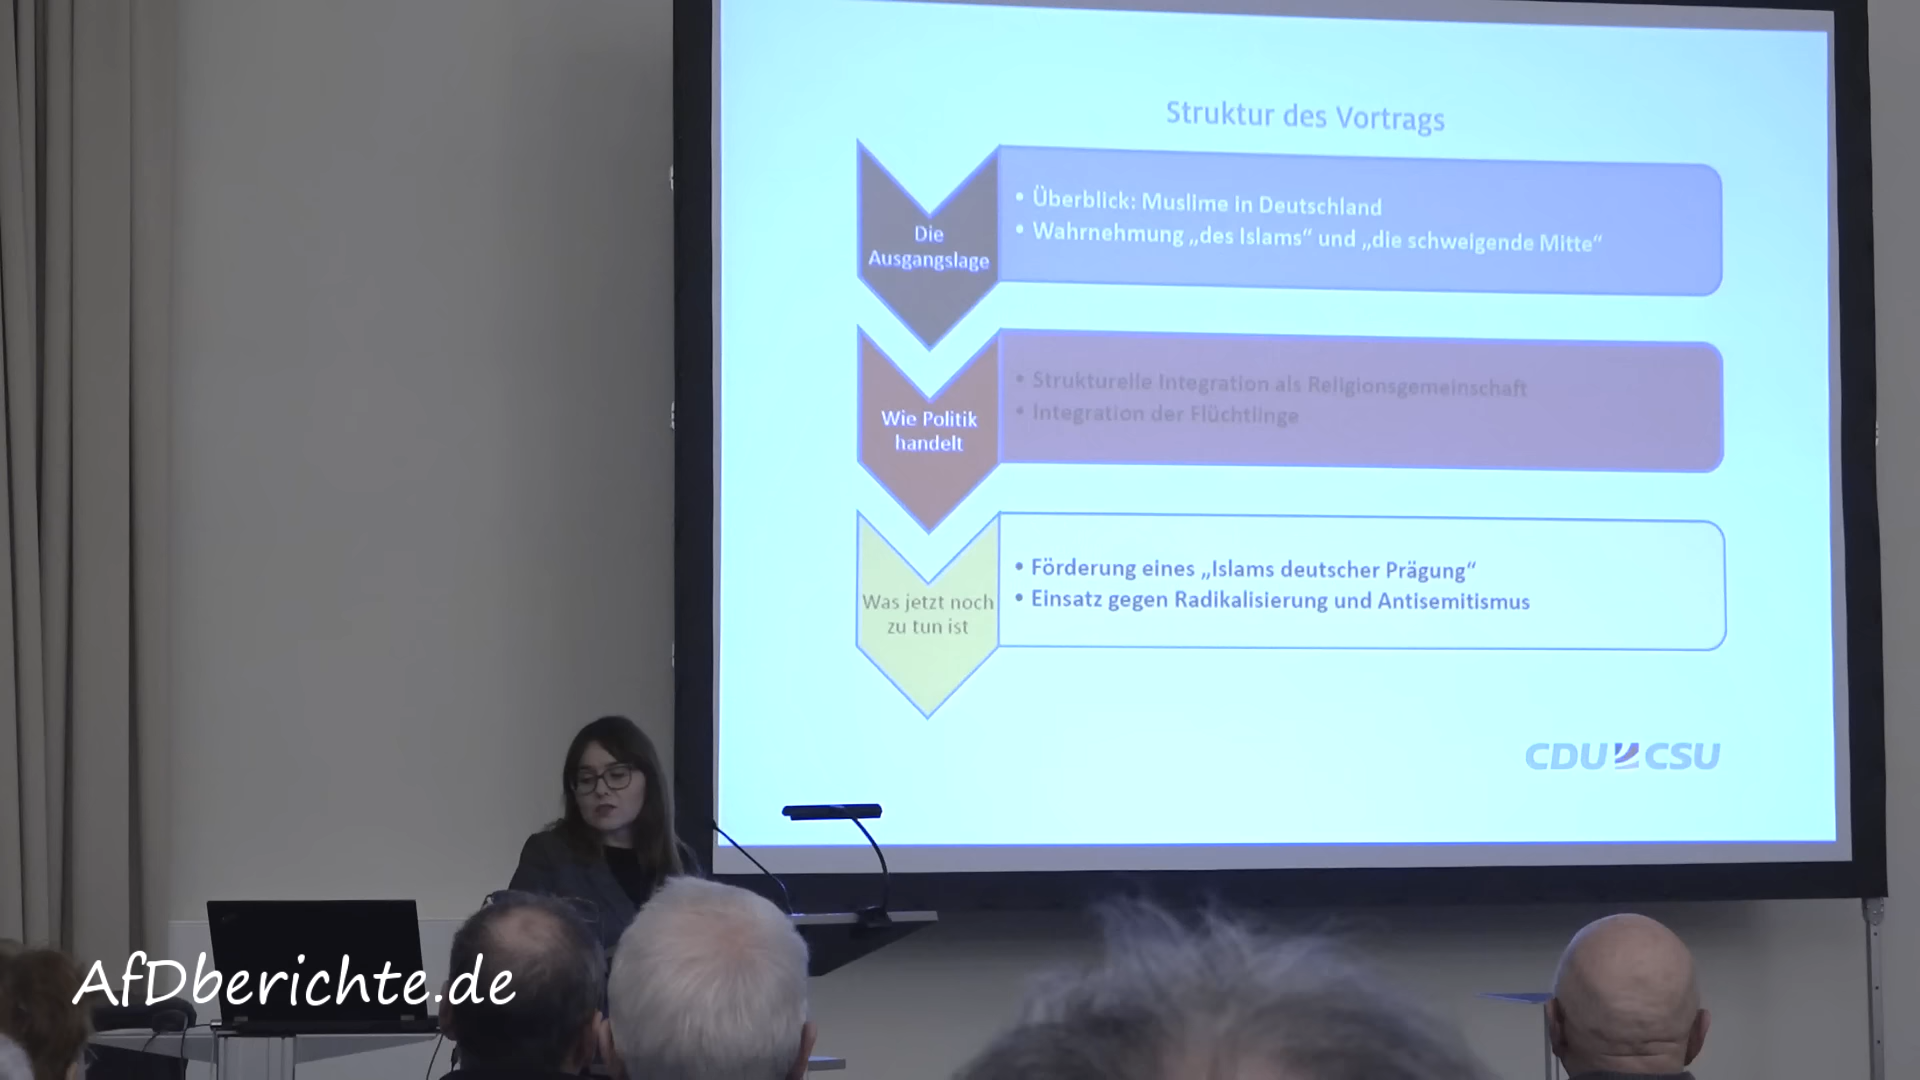 Struktur des Vortrags
Die
Ausgangslage
• Überblick: Muslime in Deutschland
• Wahrnehmung „des Islams“ und „die schweigende Mitte“
Wie Politik
handelt
• Strukturelle Integration als Religionsgemeinschaft
• Integration der Flüchtlinge
Was jetzt noch
zu tun ist
• Förderung eines „Islams deutscher Prägung“
• Einsatz gegen Radikalisierung und Antisemitismus
CDU CSU
AfDberichte.de